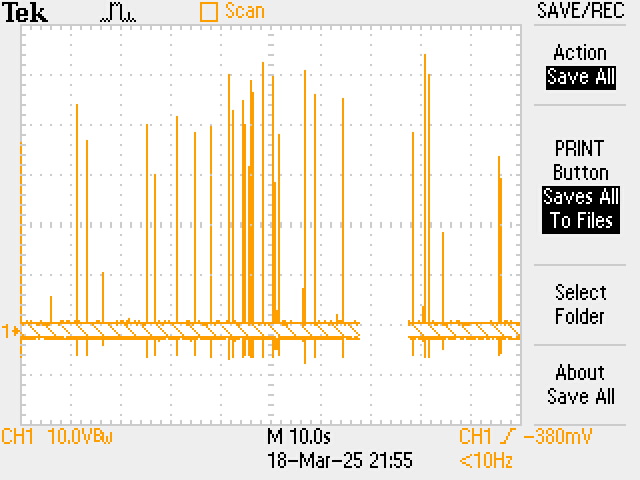 Tek
Scan
SAVE/REC
Action
Save All
PRINT
Button
Saves All
To Files
Select
Folder
About
Save All
1
CH1 10.0VBw
M 10.0s
CH1 -380mV
18-Mar-25 21:55
<10Hz